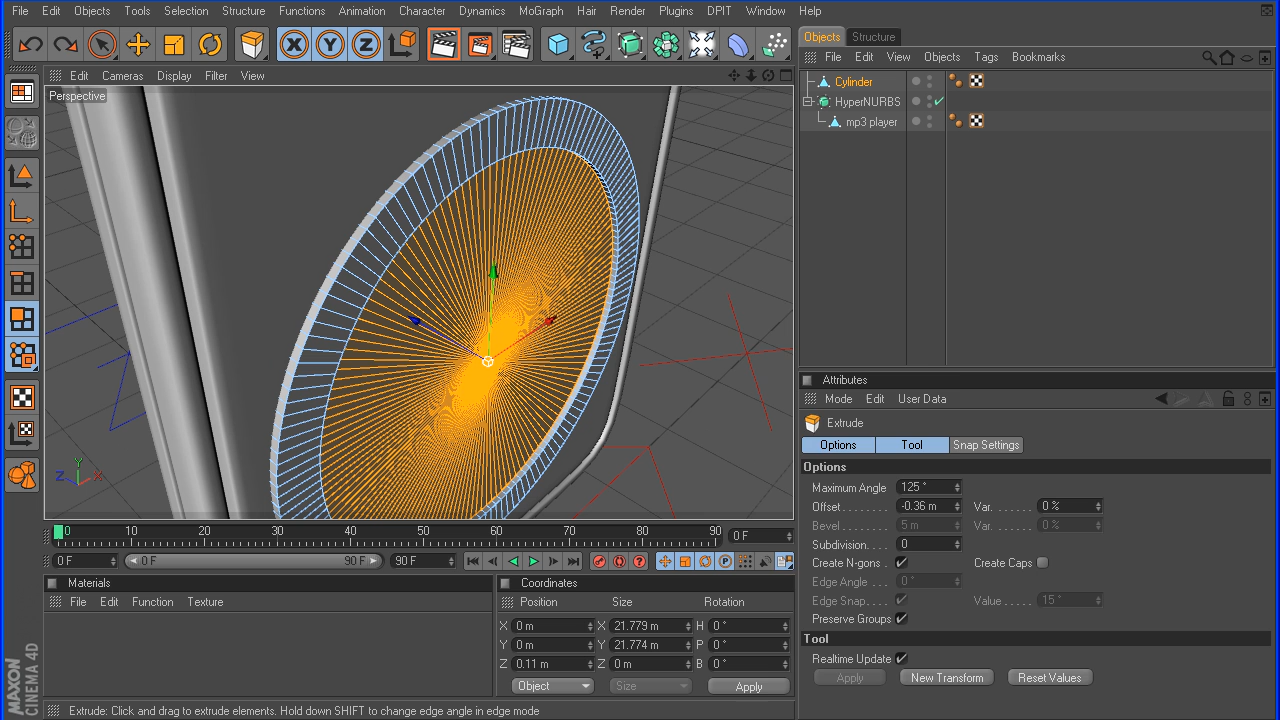 File Edit Objects Tools Selection Structure Functions Animation Character Dynamics MoGraph Hair Render Plugins DPIT Window Help
Edit Cameras Display Filter View
Perspective
Y
Z X
0 10 20 30 40 50 60 70 80 90 0 F
0 F 0 F 90 F 90 F
Materials
File Edit Function Texture
Coordinates
Position Size Rotation
X 0 m X 21.779 m H 0 °
Y 0 m Y 21.774 m P 0 °
Z 0.11 m Z 0 m B 0 °
Object Size Apply
Extrude: Click and drag to extrude elements. Hold down SHIFT to change edge angle in edge mode
MAXON
CINEMA 4D
Objects Structure
File Edit View Objects Tags Bookmarks
Cylinder
HyperNURBS
mp3 player
Attributes
Mode Edit User Data
Extrude
Options Tool Snap Settings
Options
Maximum Angle 125 °
Offset -0.36 m Var. 0 %
Bevel 5 m Var. 0 %
Subdivision 0
Create N-gons Create Caps
Edge Angle 0 °
Edge Snap Value 15 °
Preserve Groups
Tool
Realtime Update
Apply New Transform Reset Values